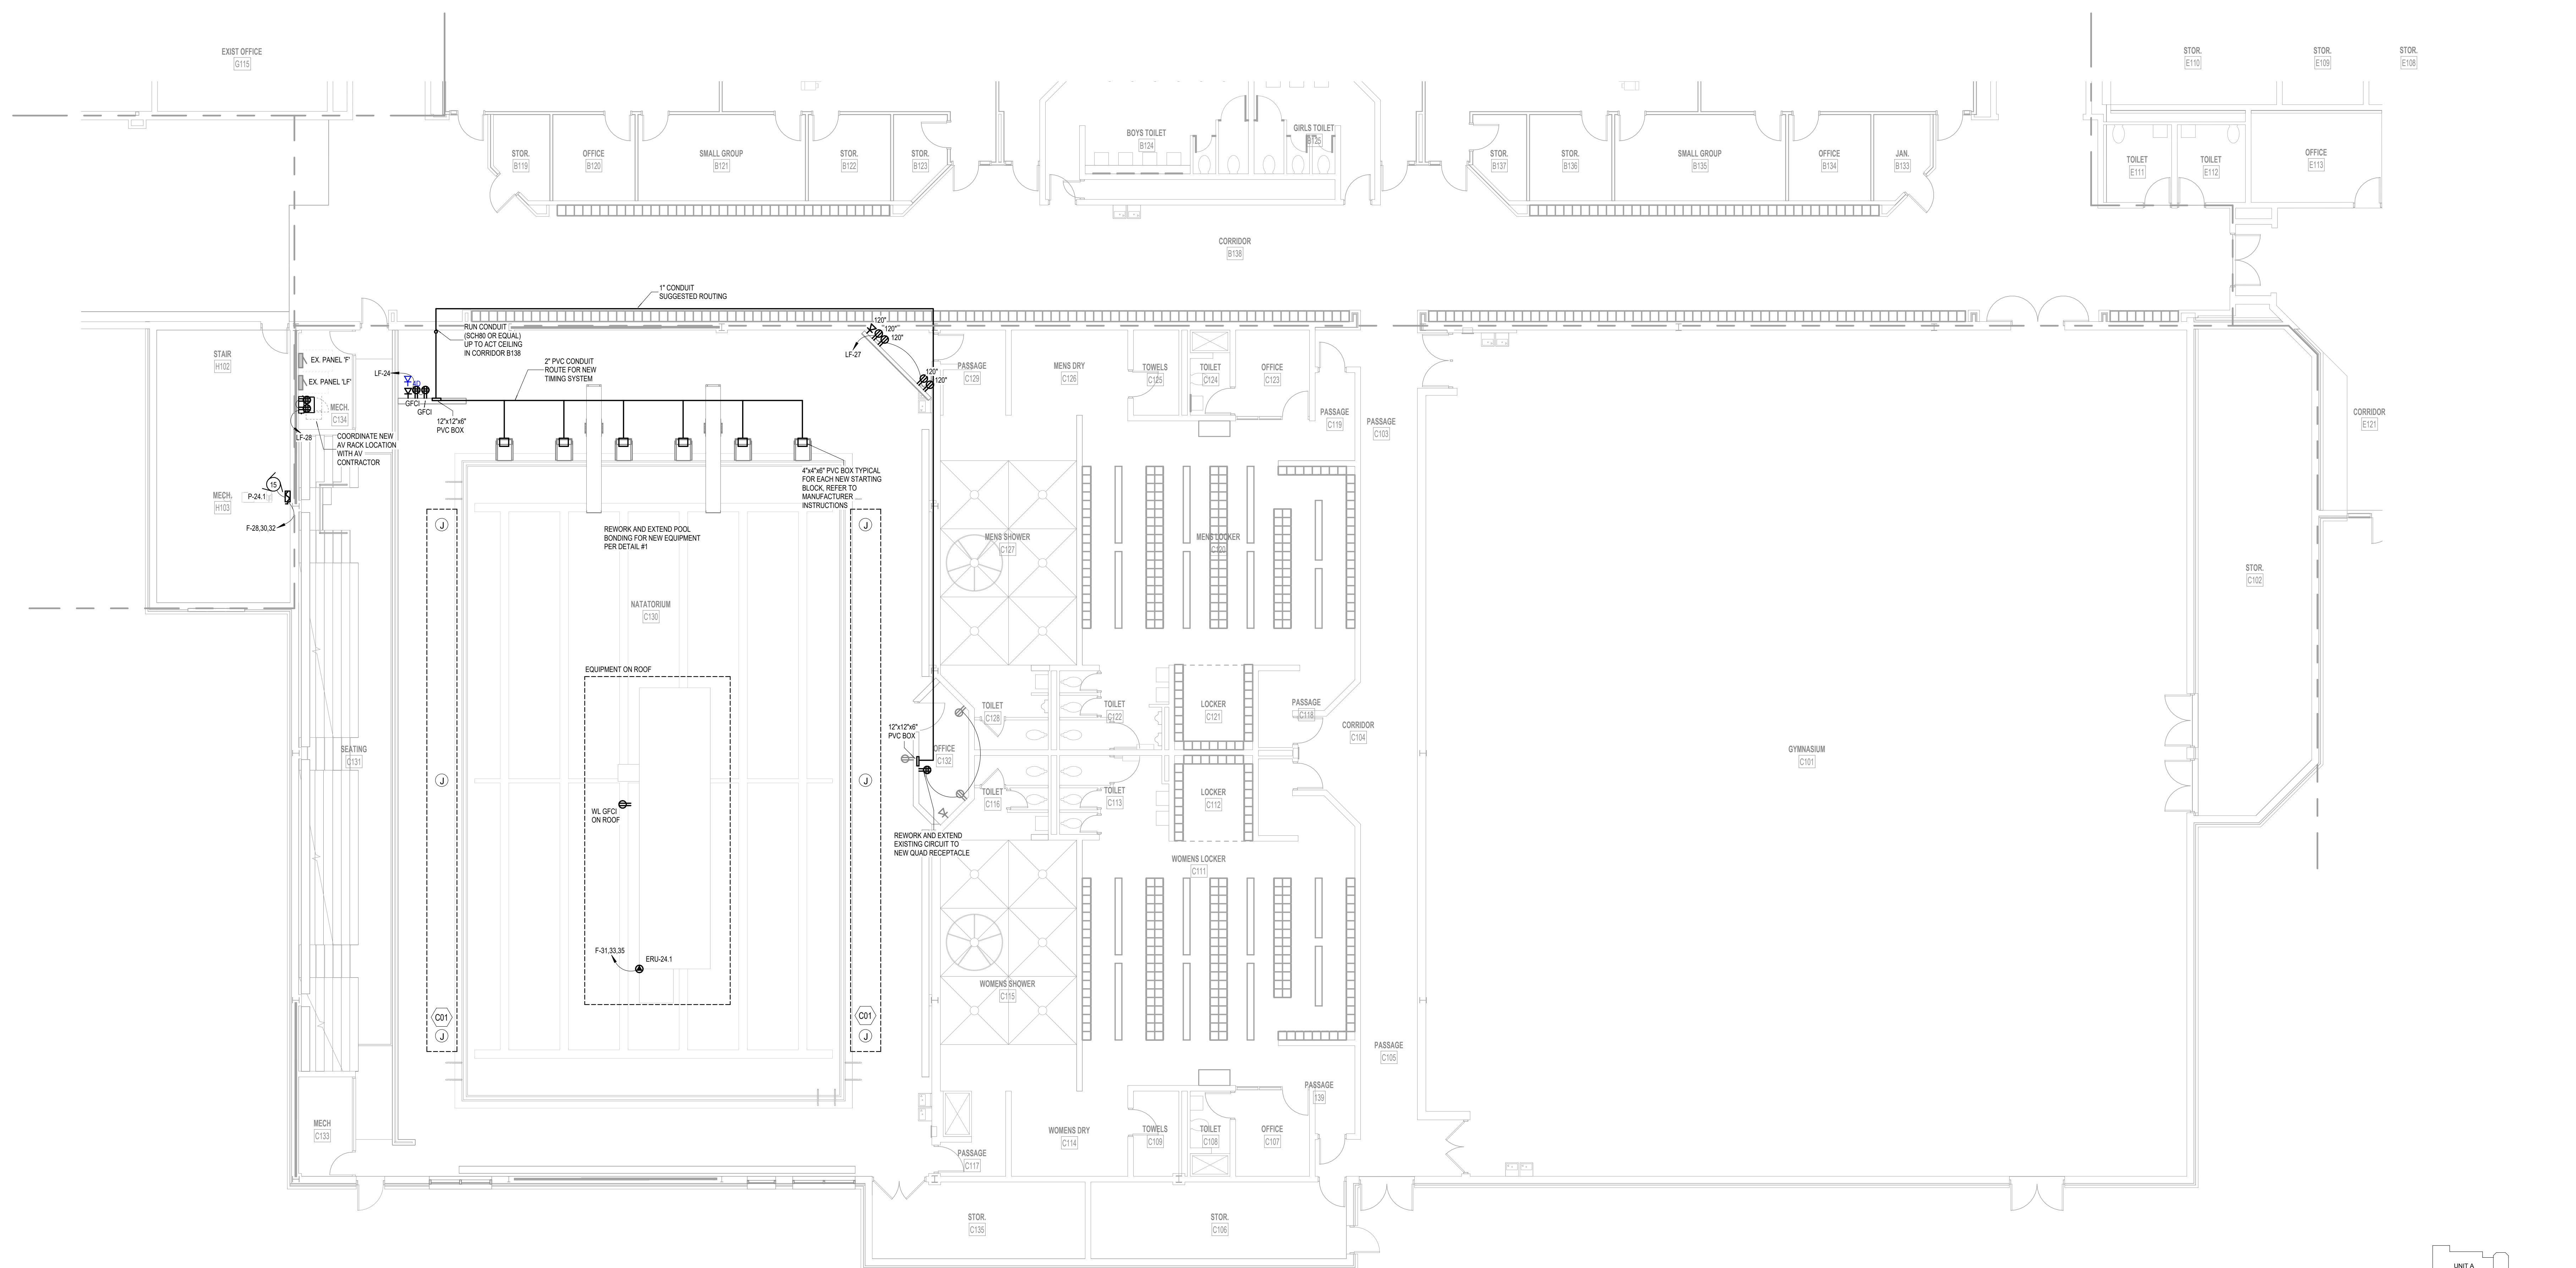 EXIST OFFICE
G115
STOR.
E110
STOR.
E109
STOR.
E108
STOR.
B119
OFFICE
B120
SMALL GROUP
B121
STOR.
B122
STOR.
B123
BOYS TOILET
B124
GIRLS TOILET
B125
STOR.
B137
STOR.
B136
SMALL GROUP
B135
OFFICE
B134
JAN.
B133
TOILET
E111
TOILET
E112
OFFICE
E113
CORRIDOR
B138
1" CONDUIT
SUGGESTED ROUTING
RUN CONDUIT
(SCH80 OR EQUAL)
UP TO ACT CEILING
IN CORRIDOR B138
120"
120"
120"
LF-27
120"
120"
STAIR
H102
EX. PANEL 'F'
EX. PANEL 'LF'
LF-24
GFCI
GFCI
2" PVC CONDUIT
ROUTE FOR NEW
TIMING SYSTEM
12"x12"x6"
PVC BOX
MECH.
C134
LF-28
COORDINATE NEW
AV RACK LOCATION
WITH AV
CONTRACTOR
PASSAGE
C129
MENS DRY
C126
TOWELS
C125
TOILET
C124
OFFICE
C123
PASSAGE
C119
PASSAGE
C103
CORRIDOR
E121
4"x4"x6" PVC BOX TYPICAL
FOR EACH NEW STARTING
BLOCK, REFER TO
MANUFACTURER
INSTRUCTIONS
15
P-24.1
MECH.
H103
F-28,30,32
J
J
REWORK AND EXTEND POOL
BONDING FOR NEW EQUIPMENT
PER DETAIL #1
MENS SHOWER
C127
MENS LOCKER
C120
STOR.
C102
NATATORIUM
C130
EQUIPMENT ON ROOF
TOILET
C128
TOILET
C122
LOCKER
C121
PASSAGE
C118
CORRIDOR
C104
12"x12"x6"
PVC BOX
OFFICE
C132
SEATING
C131
GYMNASIUM
C101
J
J
WL GFCI
ON ROOF
TOILET
C116
TOILET
C113
LOCKER
C112
REWORK AND EXTEND
EXISTING CIRCUIT TO
NEW QUAD RECEPTACLE
WOMENS LOCKER
C111
F-31,33,35
ERU-24.1
WOMENS SHOWER
C115
C01
J
C01
J
PASSAGE
C105
PASSAGE
139
MECH
C133
WOMENS DRY
C114
TOWELS
C109
TOILET
C108
OFFICE
C107
PASSAGE
C117
STOR.
C135
STOR.
C106
UNIT A